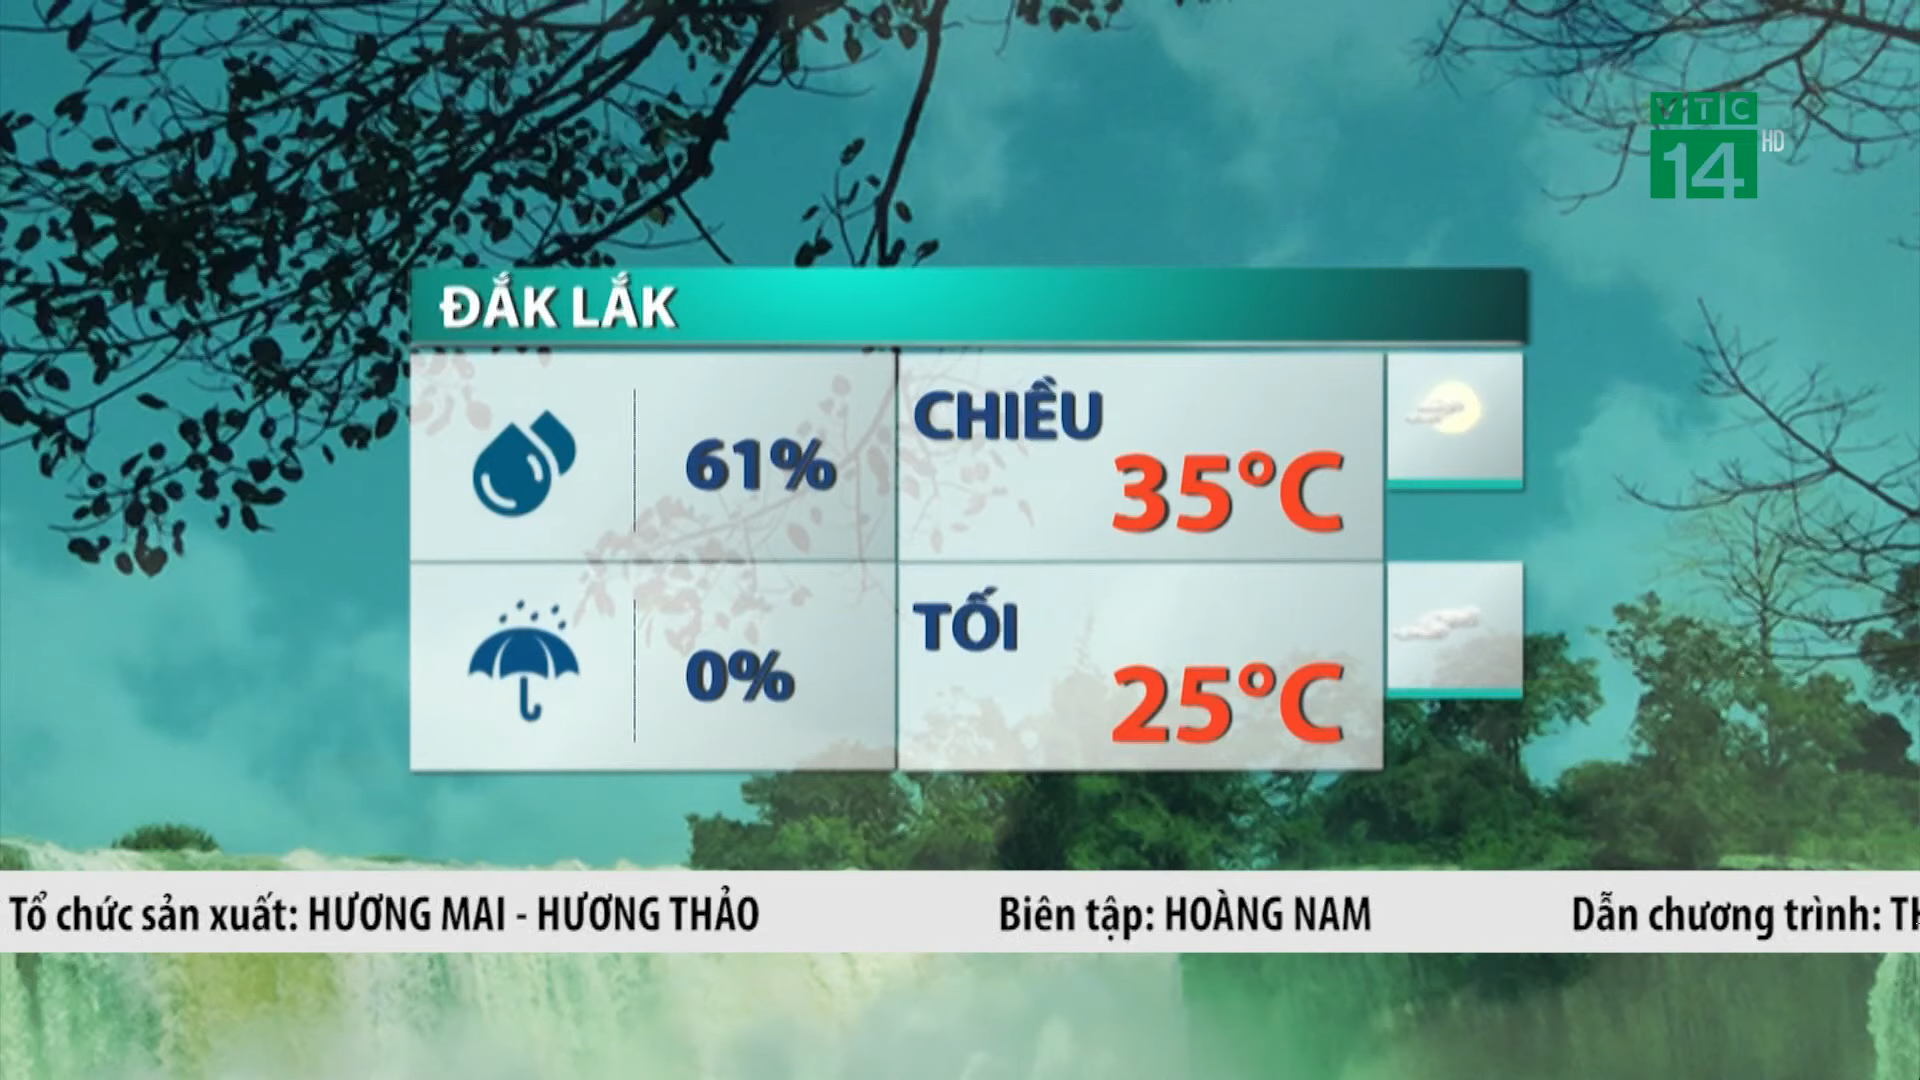 VTC
14 HD
ĐẮK LẮK
61%
CHIỀU
35°C
0%
TỐI
25°C
Tổ chức sản xuất: HƯƠNG MAI - HƯƠNG THẢO
Biên tập: HOÀNG NAM
Dẫn chương trình: